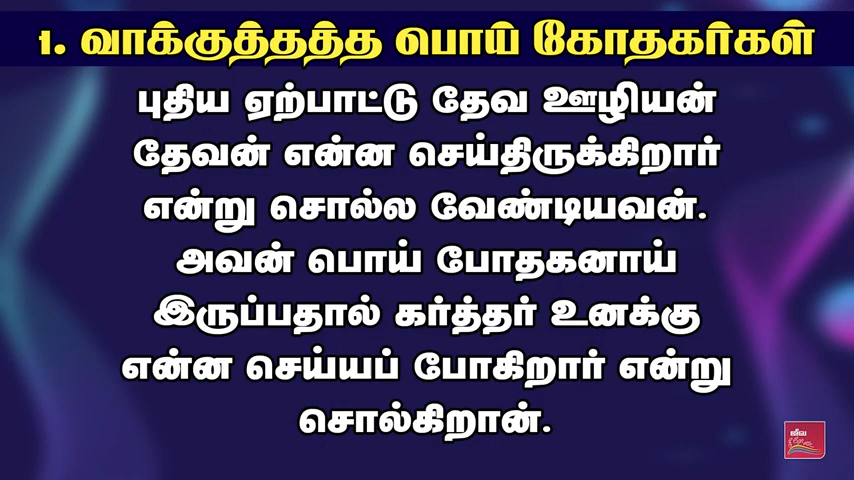 1. வாக்குத்தத்த பொய் கோதகர்கள்
புதிய ஏற்பாட்டு தேவ ஊழியன்
தேவன் என்ன செய்திருக்கிறார்
என்று சொல்ல வேண்டியவன்.
அவன் பொய் போதகனாய்
இருப்பதால் கர்த்தர் உனக்கு
என்ன செய்யப் போகிறார் என்று
சொல்கிறான்.
ஜீவ